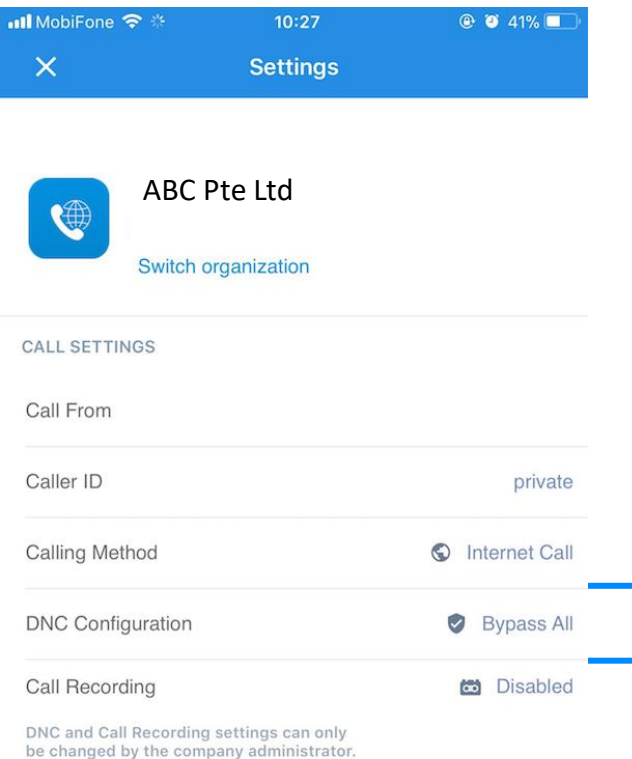 MobiFone 10:27 41%
Settings
ABC Pte Ltd
Switch organization
CALL SETTINGS
Call From
Caller ID private
Calling Method Internet Call
DNC Configuration Bypass All
Call Recording Disabled
DNC and Call Recording settings can only
be changed by the company administrator.